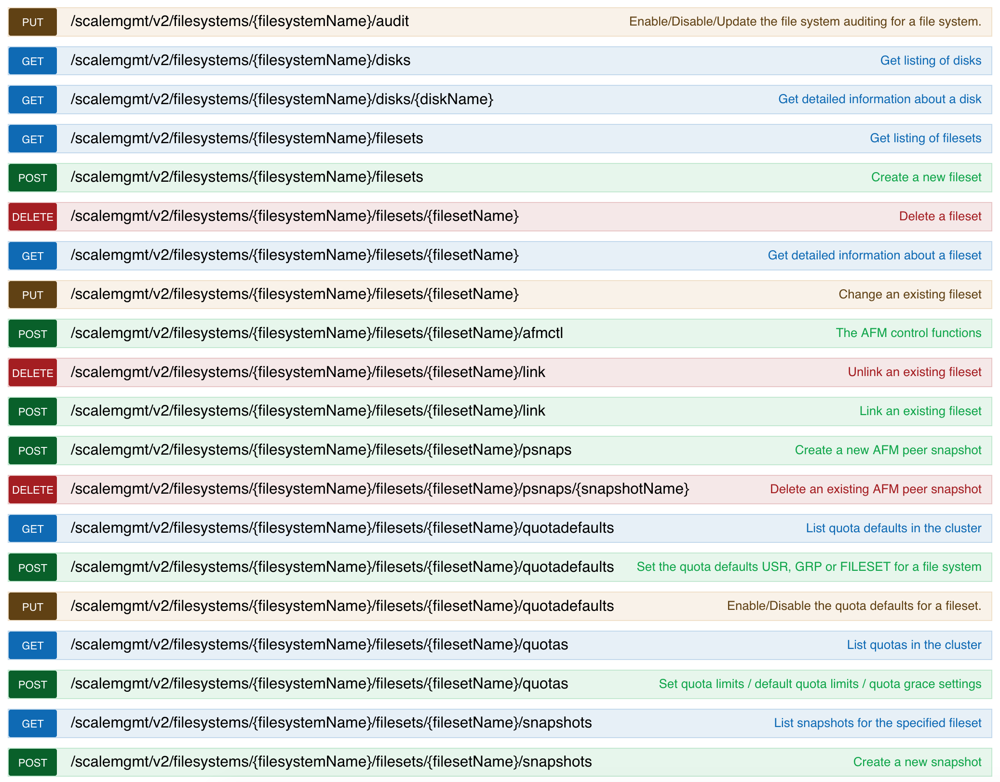 PUT /scalemgmt/v2/filesystems/{filesystemName}/audit Enable/Disable/Update the file system auditing for a file system.
GET /scalemgmt/v2/filesystems/{filesystemName}/disks Get listing of disks
GET /scalemgmt/v2/filesystems/{filesystemName}/disks/{diskName} Get detailed information about a disk
GET /scalemgmt/v2/filesystems/{filesystemName}/filesets Get listing of filesets
POST /scalemgmt/v2/filesystems/{filesystemName}/filesets Create a new fileset
DELETE /scalemgmt/v2/filesystems/{filesystemName}/filesets/{filesetName} Delete a fileset
GET /scalemgmt/v2/filesystems/{filesystemName}/filesets/{filesetName} Get detailed information about a fileset
PUT /scalemgmt/v2/filesystems/{filesystemName}/filesets/{filesetName} Change an existing fileset
POST /scalemgmt/v2/filesystems/{filesystemName}/filesets/{filesetName}/afmctl The AFM control functions
DELETE /scalemgmt/v2/filesystems/{filesystemName}/filesets/{filesetName}/link Unlink an existing fileset
POST /scalemgmt/v2/filesystems/{filesystemName}/filesets/{filesetName}/link Link an existing fileset
POST /scalemgmt/v2/filesystems/{filesystemName}/filesets/{filesetName}/psnaps Create a new AFM peer snapshot
DELETE /scalemgmt/v2/filesystems/{filesystemName}/filesets/{filesetName}/psnaps/{snapshotName} Delete an existing AFM peer snapshot
GET /scalemgmt/v2/filesystems/{filesystemName}/filesets/{filesetName}/quotadefaults List quota defaults in the cluster
POST /scalemgmt/v2/filesystems/{filesystemName}/filesets/{filesetName}/quotadefaults Set the quota defaults USR, GRP or FILESET for a file system
PUT /scalemgmt/v2/filesystems/{filesystemName}/filesets/{filesetName}/quotadefaults Enable/Disable the quota defaults for a fileset.
GET /scalemgmt/v2/filesystems/{filesystemName}/filesets/{filesetName}/quotas List quotas in the cluster
POST /scalemgmt/v2/filesystems/{filesystemName}/filesets/{filesetName}/quotas Set quota limits / default quota limits / quota grace settings
GET /scalemgmt/v2/filesystems/{filesystemName}/filesets/{filesetName}/snapshots List snapshots for the specified fileset
POST /scalemgmt/v2/filesystems/{filesystemName}/filesets/{filesetName}/snapshots Create a new snapshot